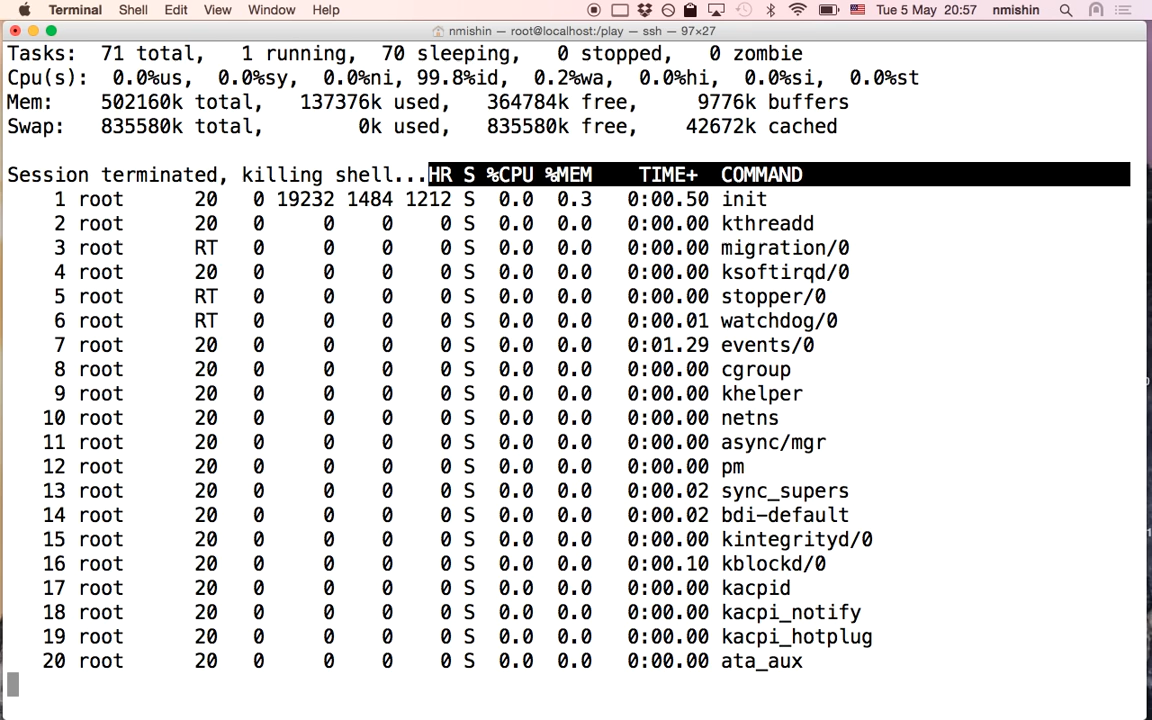 Terminal Shell Edit View Window Help Tue 5 May 20:57 nmishin
nmishin — root@localhost:/play — ssh — 97×27
Tasks: 71 total, 1 running, 70 sleeping, 0 stopped, 0 zombie
Cpu(s): 0.0%us, 0.0%sy, 0.0%ni, 99.8%id, 0.2%wa, 0.0%hi, 0.0%si, 0.0%st
Mem: 502160k total, 137376k used, 364784k free, 9776k buffers
Swap: 835580k total, 0k used, 835580k free, 42672k cached
Session terminated, killing shell...HR S %CPU %MEM TIME+ COMMAND
1 root 20 0 19232 1484 1212 S 0.0 0.3 0:00.50 init
2 root 20 0 0 0 0 S 0.0 0.0 0:00.00 kthreadd
3 root RT 0 0 0 0 S 0.0 0.0 0:00.00 migration/0
4 root 20 0 0 0 0 S 0.0 0.0 0:00.00 ksoftirqd/0
5 root RT 0 0 0 0 S 0.0 0.0 0:00.00 stopper/0
6 root RT 0 0 0 0 S 0.0 0.0 0:00.01 watchdog/0
7 root 20 0 0 0 0 S 0.0 0.0 0:01.29 events/0
8 root 20 0 0 0 0 S 0.0 0.0 0:00.00 cgroup
9 root 20 0 0 0 0 S 0.0 0.0 0:00.00 khelper
10 root 20 0 0 0 0 S 0.0 0.0 0:00.00 netns
11 root 20 0 0 0 0 S 0.0 0.0 0:00.00 async/mgr
12 root 20 0 0 0 0 S 0.0 0.0 0:00.00 pm
13 root 20 0 0 0 0 S 0.0 0.0 0:00.02 sync_supers
14 root 20 0 0 0 0 S 0.0 0.0 0:00.02 bdi-default
15 root 20 0 0 0 0 S 0.0 0.0 0:00.00 kintegrityd/0
16 root 20 0 0 0 0 S 0.0 0.0 0:00.10 kblockd/0
17 root 20 0 0 0 0 S 0.0 0.0 0:00.00 kacpid
18 root 20 0 0 0 0 S 0.0 0.0 0:00.00 kacpi_notify
19 root 20 0 0 0 0 S 0.0 0.0 0:00.00 kacpi_hotplug
20 root 20 0 0 0 0 S 0.0 0.0 0:00.00 ata_aux